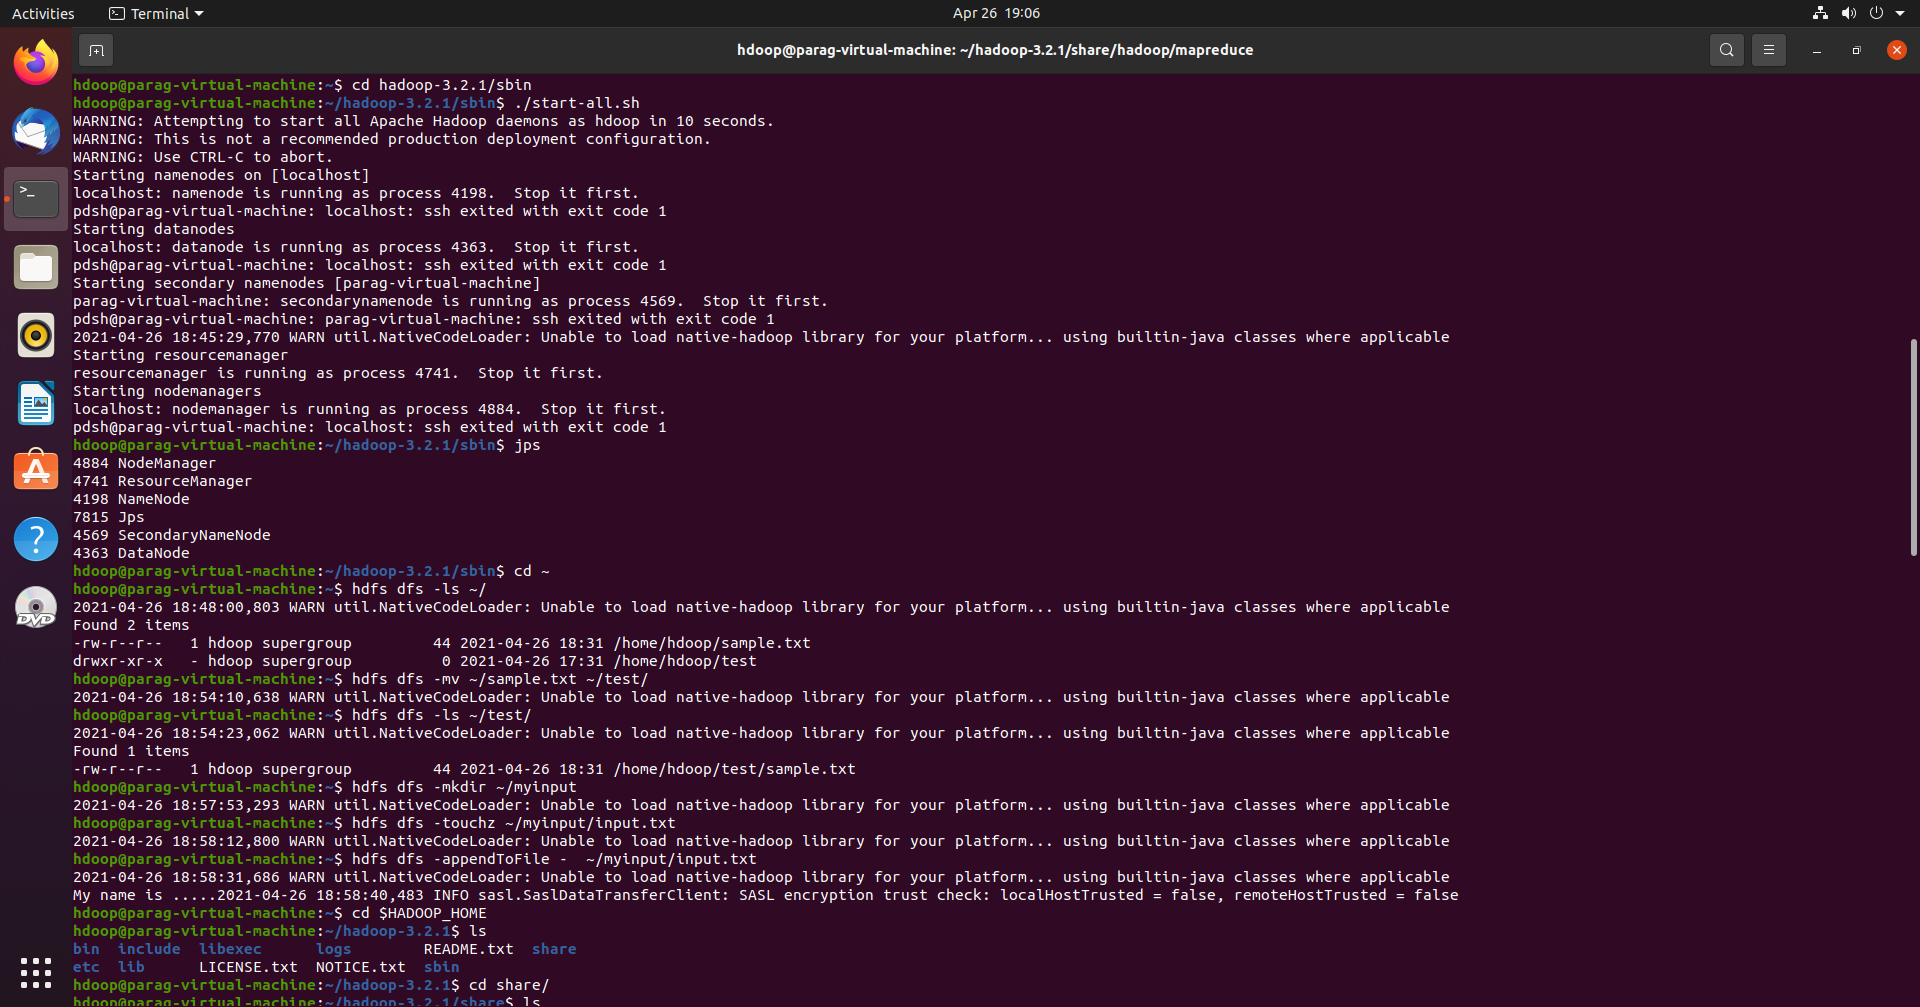 Activities
Terminal
Apr 26 19:06
hdoop@parag-virtual-machine: ~/hadoop-3.2.1/share/hadoop/mapreduce
hdoop@parag-virtual-machine:~$ cd hadoop-3.2.1/sbin
hdoop@parag-virtual-machine:~/hadoop-3.2.1/sbin$ ./start-all.sh
WARNING: Attempting to start all Apache Hadoop daemons as hdoop in 10 seconds.
WARNING: This is not a recommended production deployment configuration.
WARNING: Use CTRL-C to abort.
Starting namenodes on [localhost]
localhost: namenode is running as process 4198.  Stop it first.
pdsh@parag-virtual-machine: localhost: ssh exited with exit code 1
Starting datanodes
localhost: datanode is running as process 4363.  Stop it first.
pdsh@parag-virtual-machine: localhost: ssh exited with exit code 1
Starting secondary namenodes [parag-virtual-machine]
parag-virtual-machine: secondarynamenode is running as process 4569.  Stop it first.
pdsh@parag-virtual-machine: parag-virtual-machine: ssh exited with exit code 1
2021-04-26 18:45:29,770 WARN util.NativeCodeLoader: Unable to load native-hadoop library for your platform... using builtin-java classes where applicable
Starting resourcemanager
resourcemanager is running as process 4741.  Stop it first.
Starting nodemanagers
localhost: nodemanager is running as process 4884.  Stop it first.
pdsh@parag-virtual-machine: localhost: ssh exited with exit code 1
hdoop@parag-virtual-machine:~/hadoop-3.2.1/sbin$ jps
4884 NodeManager
4741 ResourceManager
4198 NameNode
7815 Jps
4569 SecondaryNameNode
4363 DataNode
hdoop@parag-virtual-machine:~/hadoop-3.2.1/sbin$ cd ~
hdoop@parag-virtual-machine:~$ hdfs dfs -ls ~/
2021-04-26 18:48:00,803 WARN util.NativeCodeLoader: Unable to load native-hadoop library for your platform... using builtin-java classes where applicable
Found 2 items
-rw-r--r--   1 hdoop supergroup         44 2021-04-26 18:31 /home/hdoop/sample.txt
drwxr-xr-x   - hdoop supergroup          0 2021-04-26 17:31 /home/hdoop/test
hdoop@parag-virtual-machine:~$ hdfs dfs -mv ~/sample.txt ~/test/
2021-04-26 18:54:10,638 WARN util.NativeCodeLoader: Unable to load native-hadoop library for your platform... using builtin-java classes where applicable
hdoop@parag-virtual-machine:~$ hdfs dfs -ls ~/test/
2021-04-26 18:54:23,062 WARN util.NativeCodeLoader: Unable to load native-hadoop library for your platform... using builtin-java classes where applicable
Found 1 items
-rw-r--r--   1 hdoop supergroup         44 2021-04-26 18:31 /home/hdoop/test/sample.txt
hdoop@parag-virtual-machine:~$ hdfs dfs -mkdir ~/myinput
2021-04-26 18:57:53,293 WARN util.NativeCodeLoader: Unable to load native-hadoop library for your platform... using builtin-java classes where applicable
hdoop@parag-virtual-machine:~$ hdfs dfs -touchz ~/myinput/input.txt
2021-04-26 18:58:12,800 WARN util.NativeCodeLoader: Unable to load native-hadoop library for your platform... using builtin-java classes where applicable
hdoop@parag-virtual-machine:~$ hdfs dfs -appendToFile -  ~/myinput/input.txt
2021-04-26 18:58:31,686 WARN util.NativeCodeLoader: Unable to load native-hadoop library for your platform... using builtin-java classes where applicable
My name is .....2021-04-26 18:58:40,483 INFO sasl.SaslDataTransferClient: SASL encryption trust check: localHostTrusted = false, remoteHostTrusted = false
hdoop@parag-virtual-machine:~$ cd $HADOOP_HOME
hdoop@parag-virtual-machine:~/hadoop-3.2.1$ ls
bin  include  libexec      logs        README.txt  share
etc  lib      LICENSE.txt  NOTICE.txt  sbin
hdoop@parag-virtual-machine:~/hadoop-3.2.1$ cd share/
hdoop@parag-virtual-machine:~/hadoop-3.2.1/share$ ls
DVD